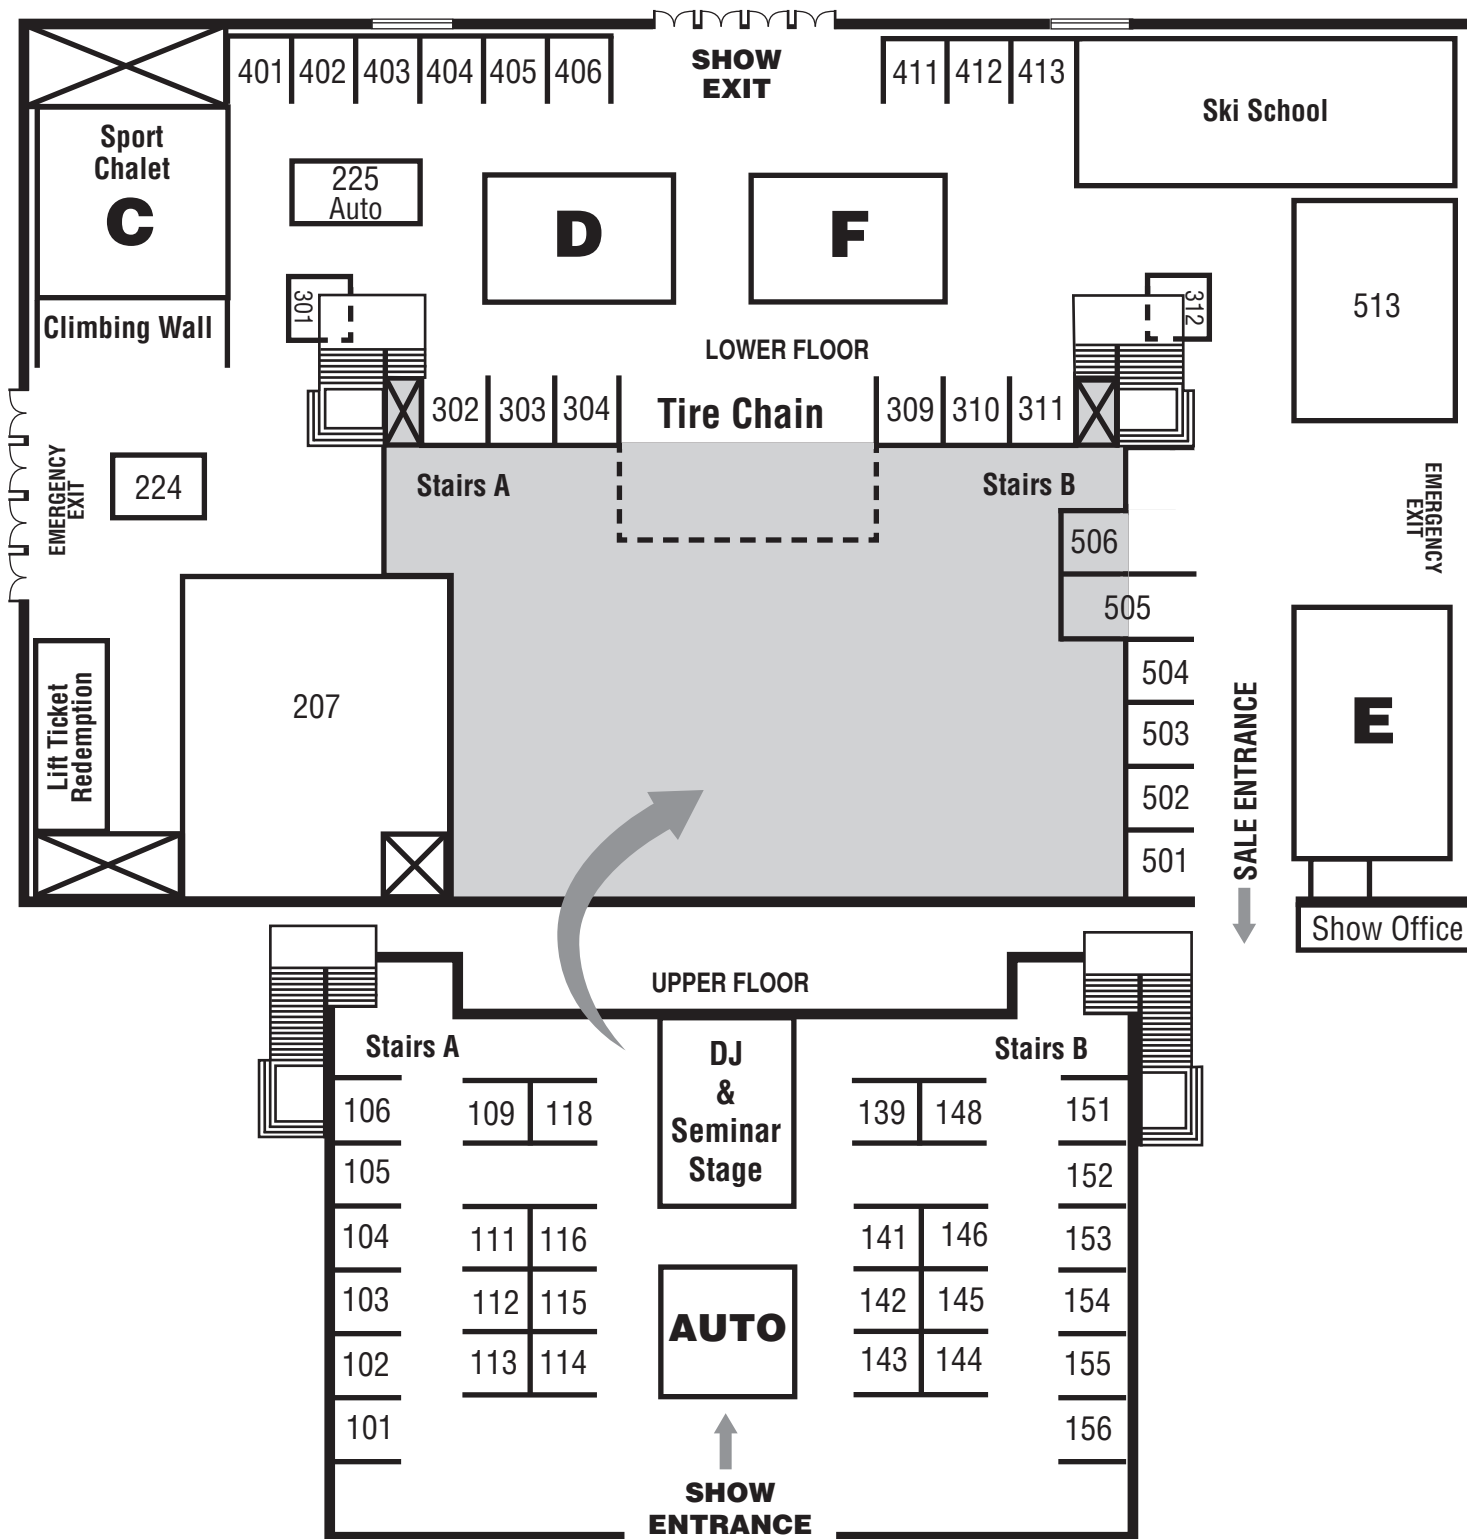 401 402 403 404 405 406
SHOW
EXIT
411 412 413
Ski School
Sport
Chalet
C
225
Auto
D
F
513
301
312
Climbing Wall
LOWER FLOOR
302 303 304
Tire Chain
309 310 311
Stairs A
Stairs B
EMERGENCY
EXIT
224
EMERGENCY
EXIT
506
505
504
503
502
501
Lift Ticket
Redemption
207
SALE ENTRANCE
E
Show Office
UPPER FLOOR
Stairs A
Stairs B
DJ
&
Seminar
Stage
106
109 118
139 148
151
105
152
104
111 116
141 146
153
103
112 115
AUTO
142 145
154
102
113 114
143 144
155
101
156
SHOW
ENTRANCE